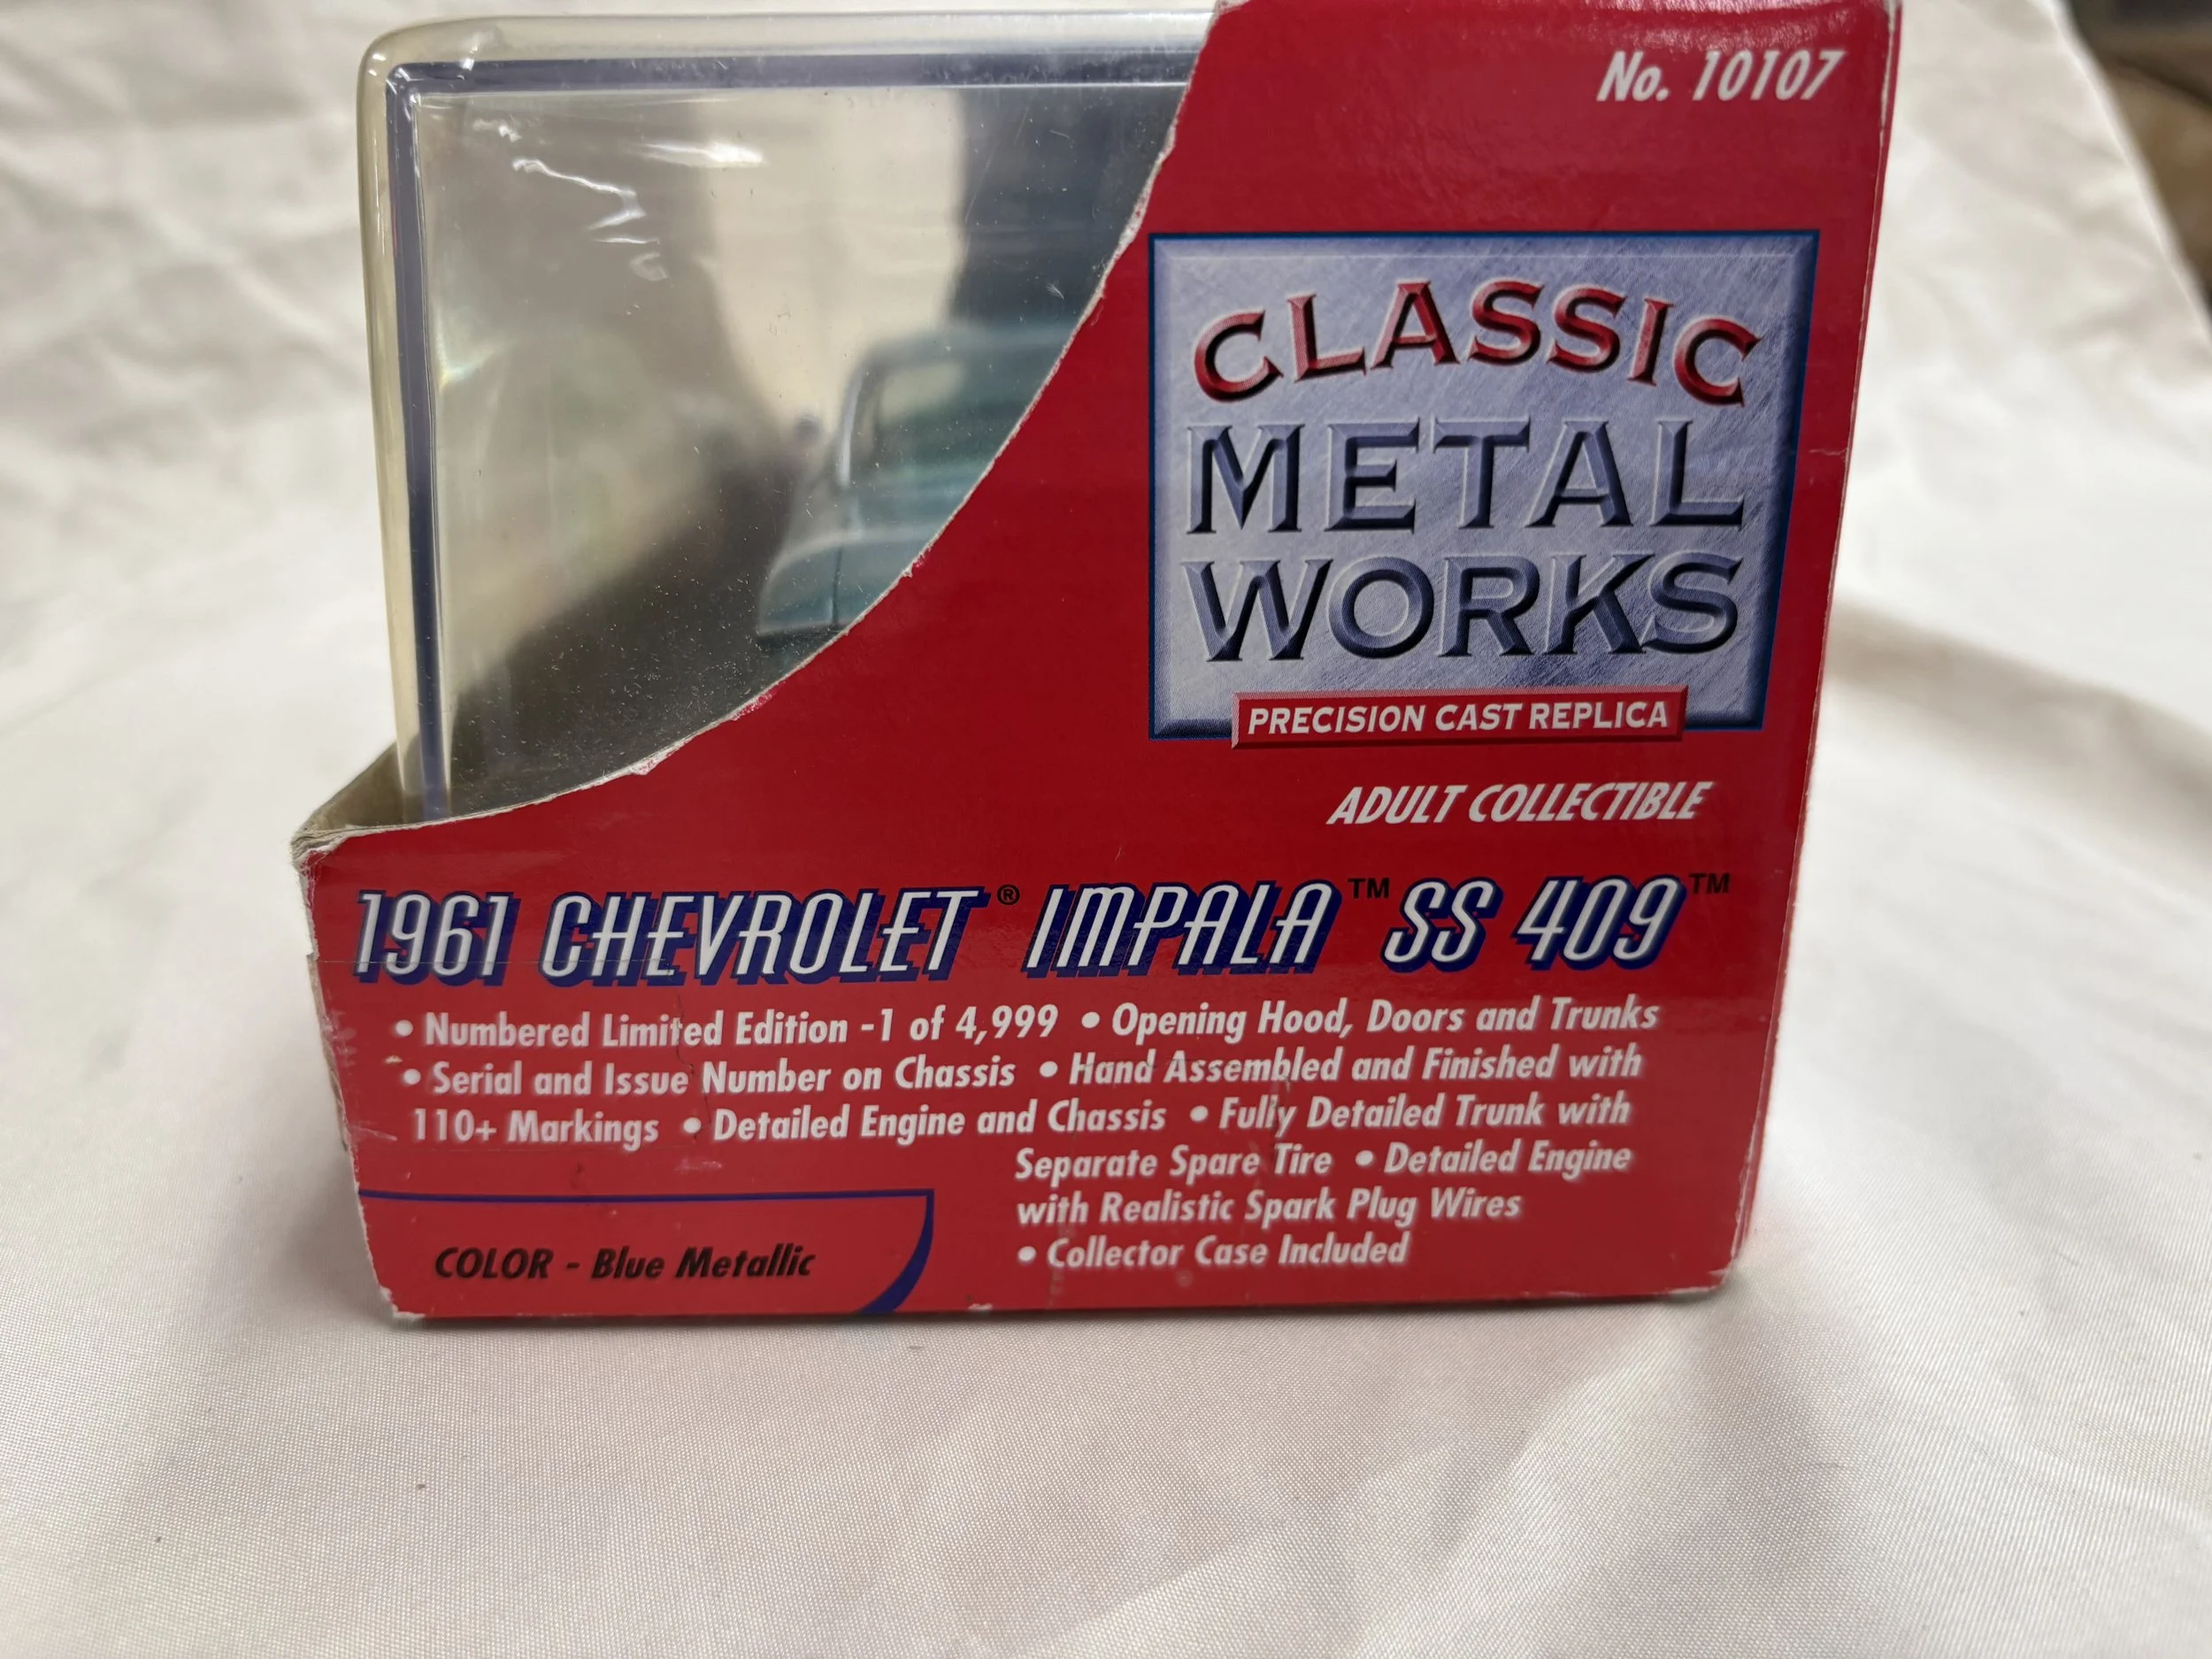 No. 10107
CLASSIC
METAL
WORKS
PRECISION CAST REPLICA
ADULT COLLECTIBLE
1961 CHEVROLET® IMPALA™ SS 409™
• Numbered Limited Edition -1 of 4,999 • Opening Hood, Doors and Trunks
• Serial and Issue Number on Chassis • Hand Assembled and Finished with
110+ Markings • Detailed Engine and Chassis • Fully Detailed Trunk with
Separate Spare Tire • Detailed Engine
with Realistic Spark Plug Wires
• Collector Case Included
COLOR - Blue Metallic